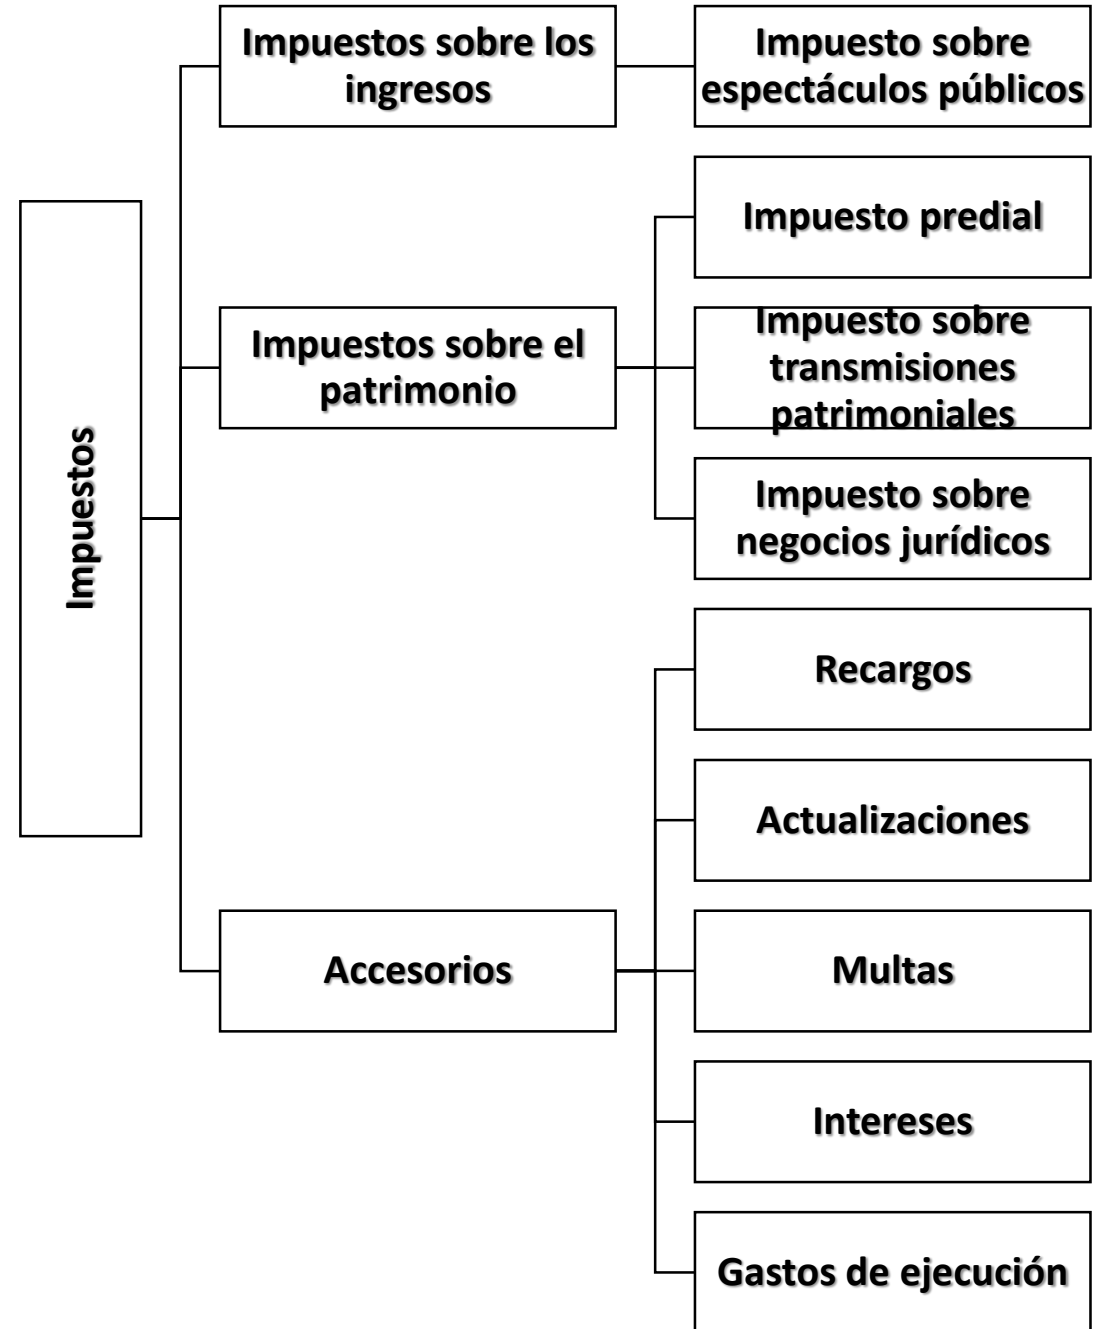 Impuestos
Impuestos sobre los
ingresos
Impuesto sobre
espectáculos públicos
Impuestos sobre el
patrimonio
Impuesto predial
Impuesto sobre
transmisiones
patrimoniales
Impuesto sobre
negocios jurídicos
Accesorios
Recargos
Actualizaciones
Multas
Intereses
Gastos de ejecución